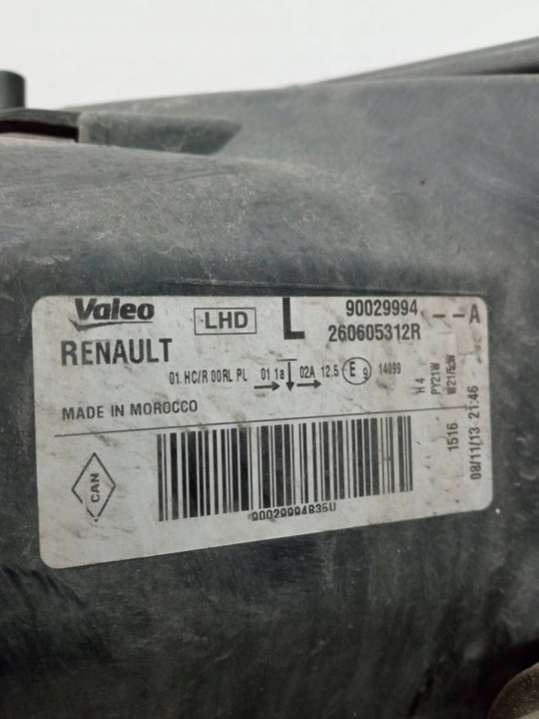 Valeo LHD L 90029994 --A
RENAULT 260605312R
01 HC/R 00RL PL 01 1a 02A 12.5 E9 14099
MADE IN MOROCCO
H4
PY21W
W21/5W
1516
08/11/13 21:46
CAN